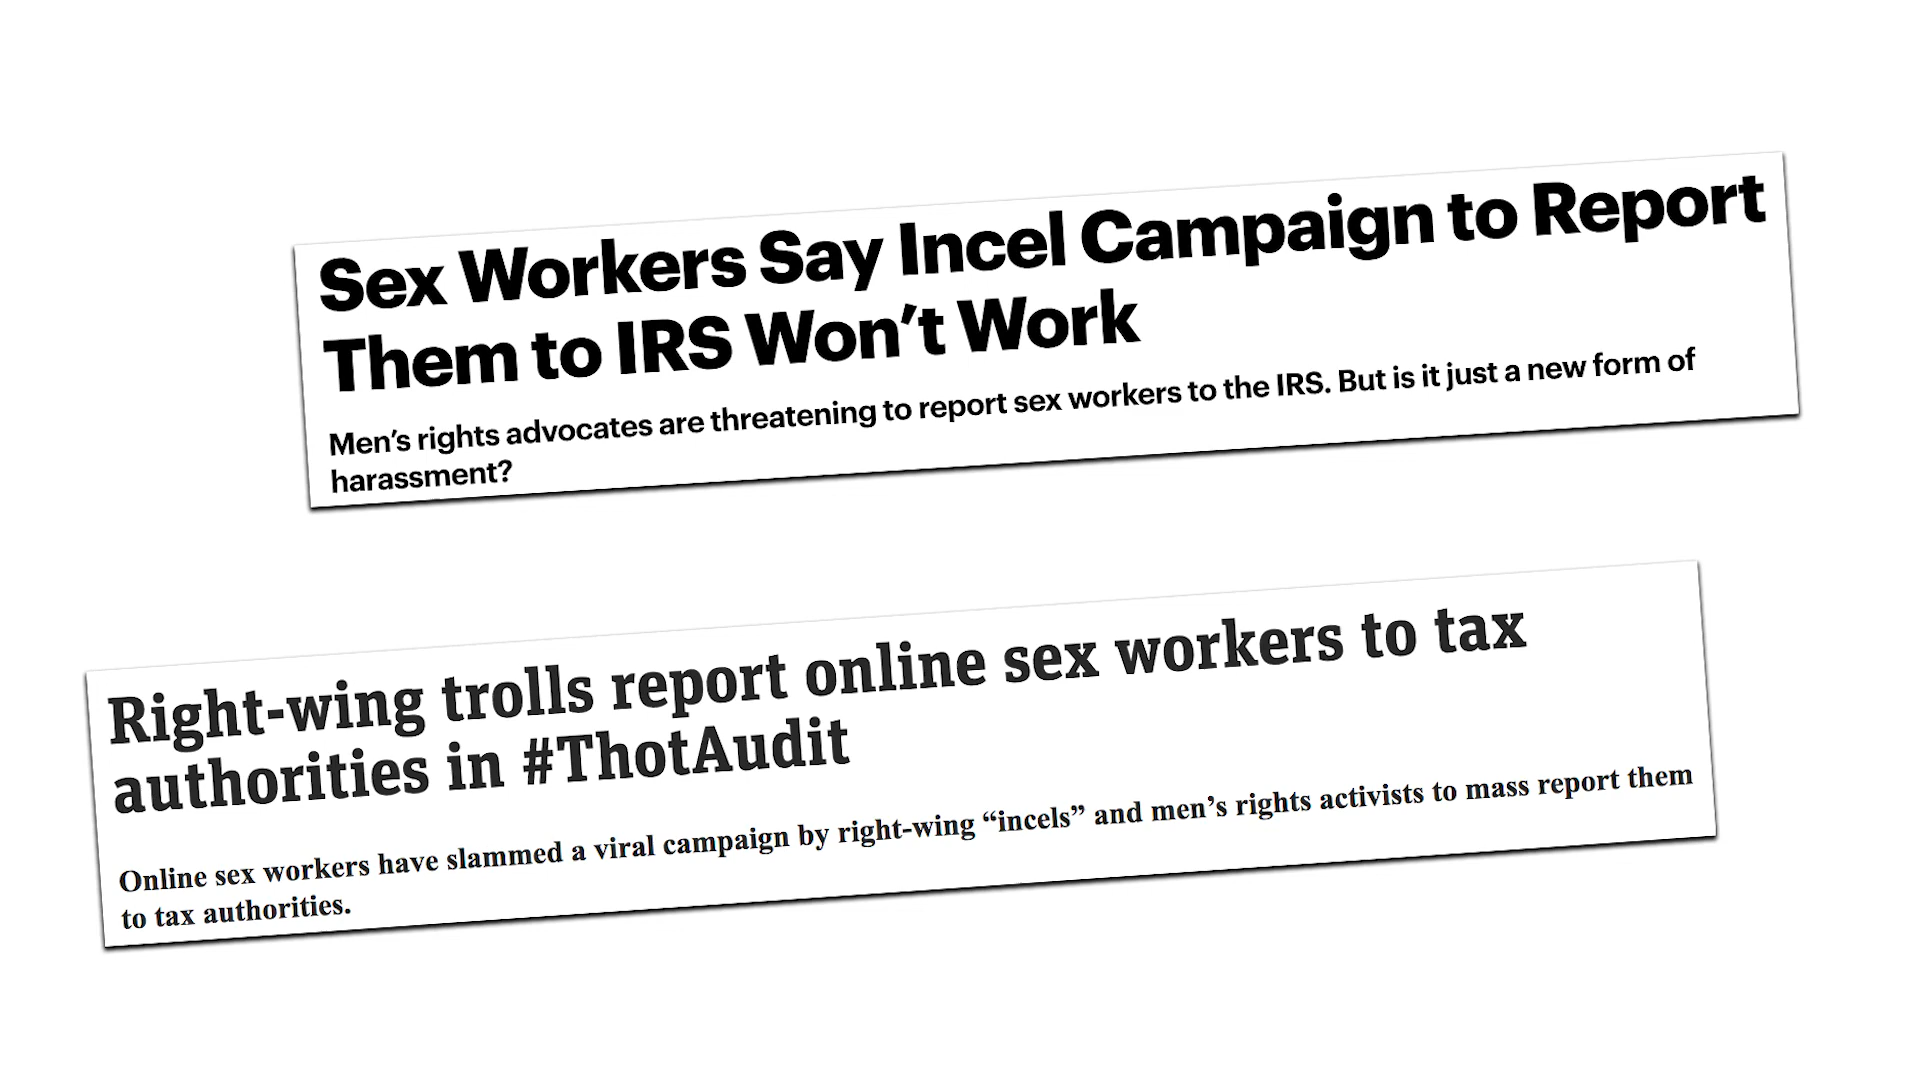 Sex Workers Say Incel Campaign to Report
Them to IRS Won’t Work
Men’s rights advocates are threatening to report sex workers to the IRS. But is it just a new form of
harassment?
Right-wing trolls report online sex workers to tax
authorities in #ThotAudit
Online sex workers have slammed a viral campaign by right-wing “incels” and men’s rights activists to mass report them
to tax authorities.